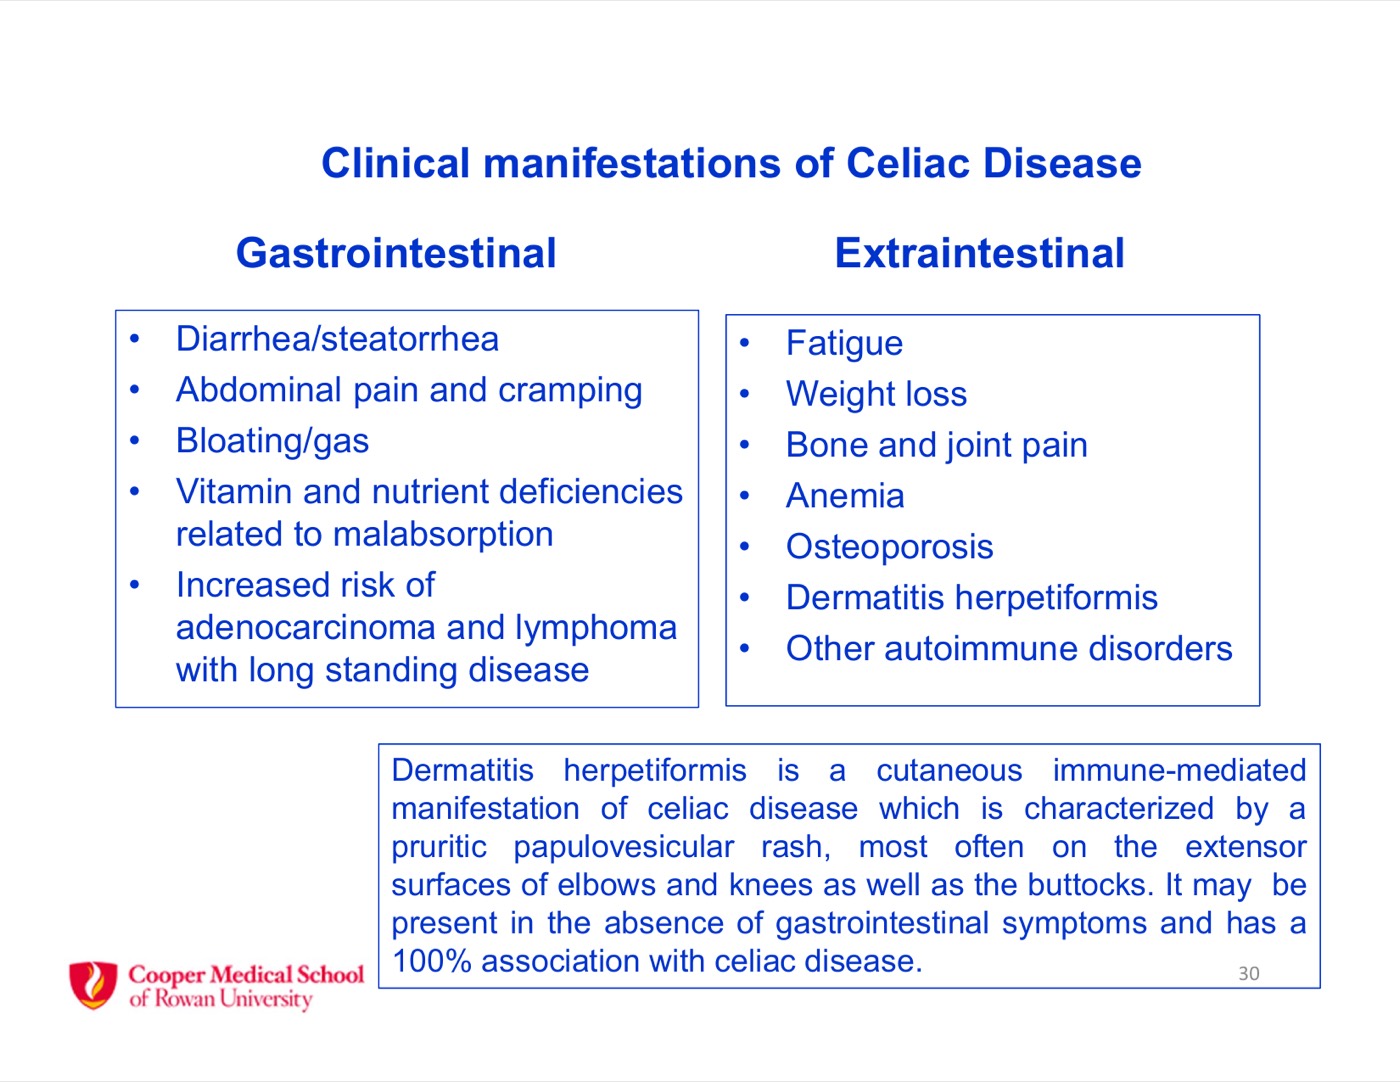 Clinical manifestations of Celiac Disease
Gastrointestinal
• Diarrhea/steatorrhea
• Abdominal pain and cramping
• Bloating/gas
• Vitamin and nutrient deficiencies
related to malabsorption
• Increased risk of
adenocarcinoma and lymphoma
with long standing disease
Extraintestinal
• Fatigue
• Weight loss
• Bone and joint pain
• Anemia
• Osteoporosis
• Dermatitis herpetiformis
• Other autoimmune disorders
Dermatitis herpetiformis is a cutaneous immune-mediated
manifestation of celiac disease which is characterized by a
pruritic papulovesicular rash, most often on the extensor
surfaces of elbows and knees as well as the buttocks. It may be
present in the absence of gastrointestinal symptoms and has a
100% association with celiac disease.
30
Cooper Medical School
of Rowan University